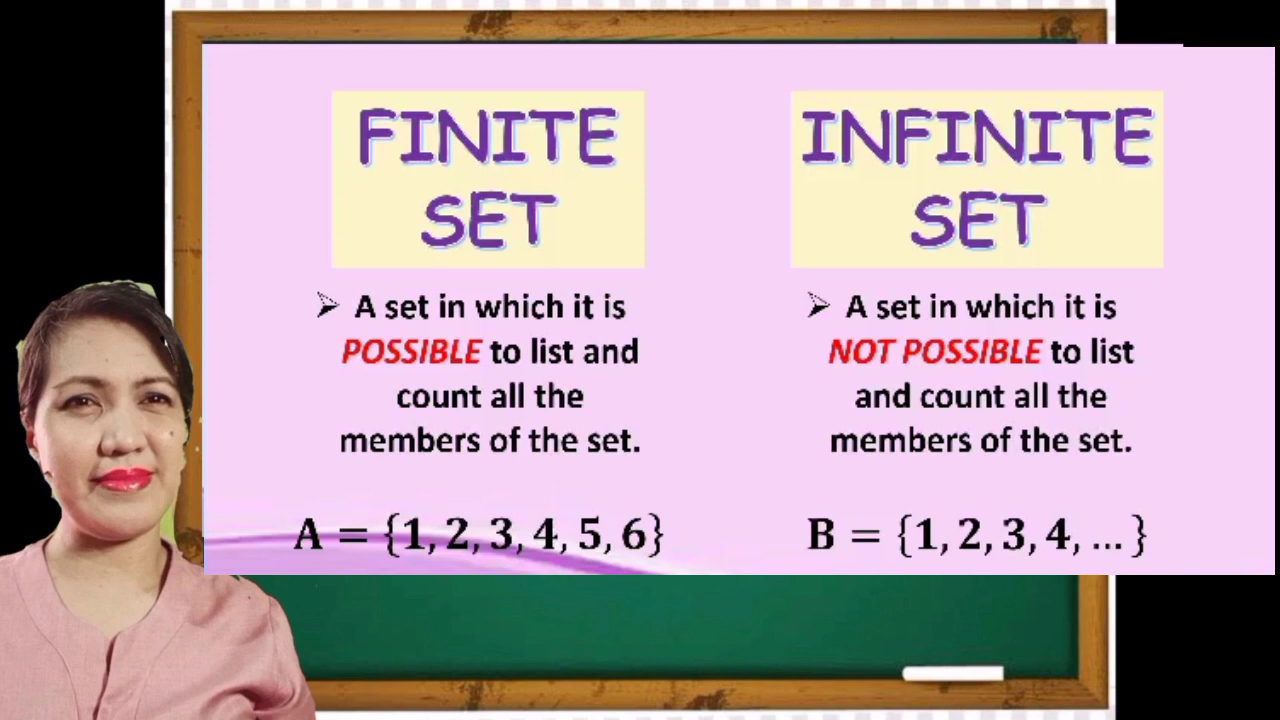 FINITE
SET
➢ A set in which it is
POSSIBLE to list and
count all the
members of the set.
A = {1, 2, 3, 4, 5, 6}
INFINITE
SET
➢ A set in which it is
NOT POSSIBLE to list
and count all the
members of the set.
B = {1, 2, 3, 4, ... }